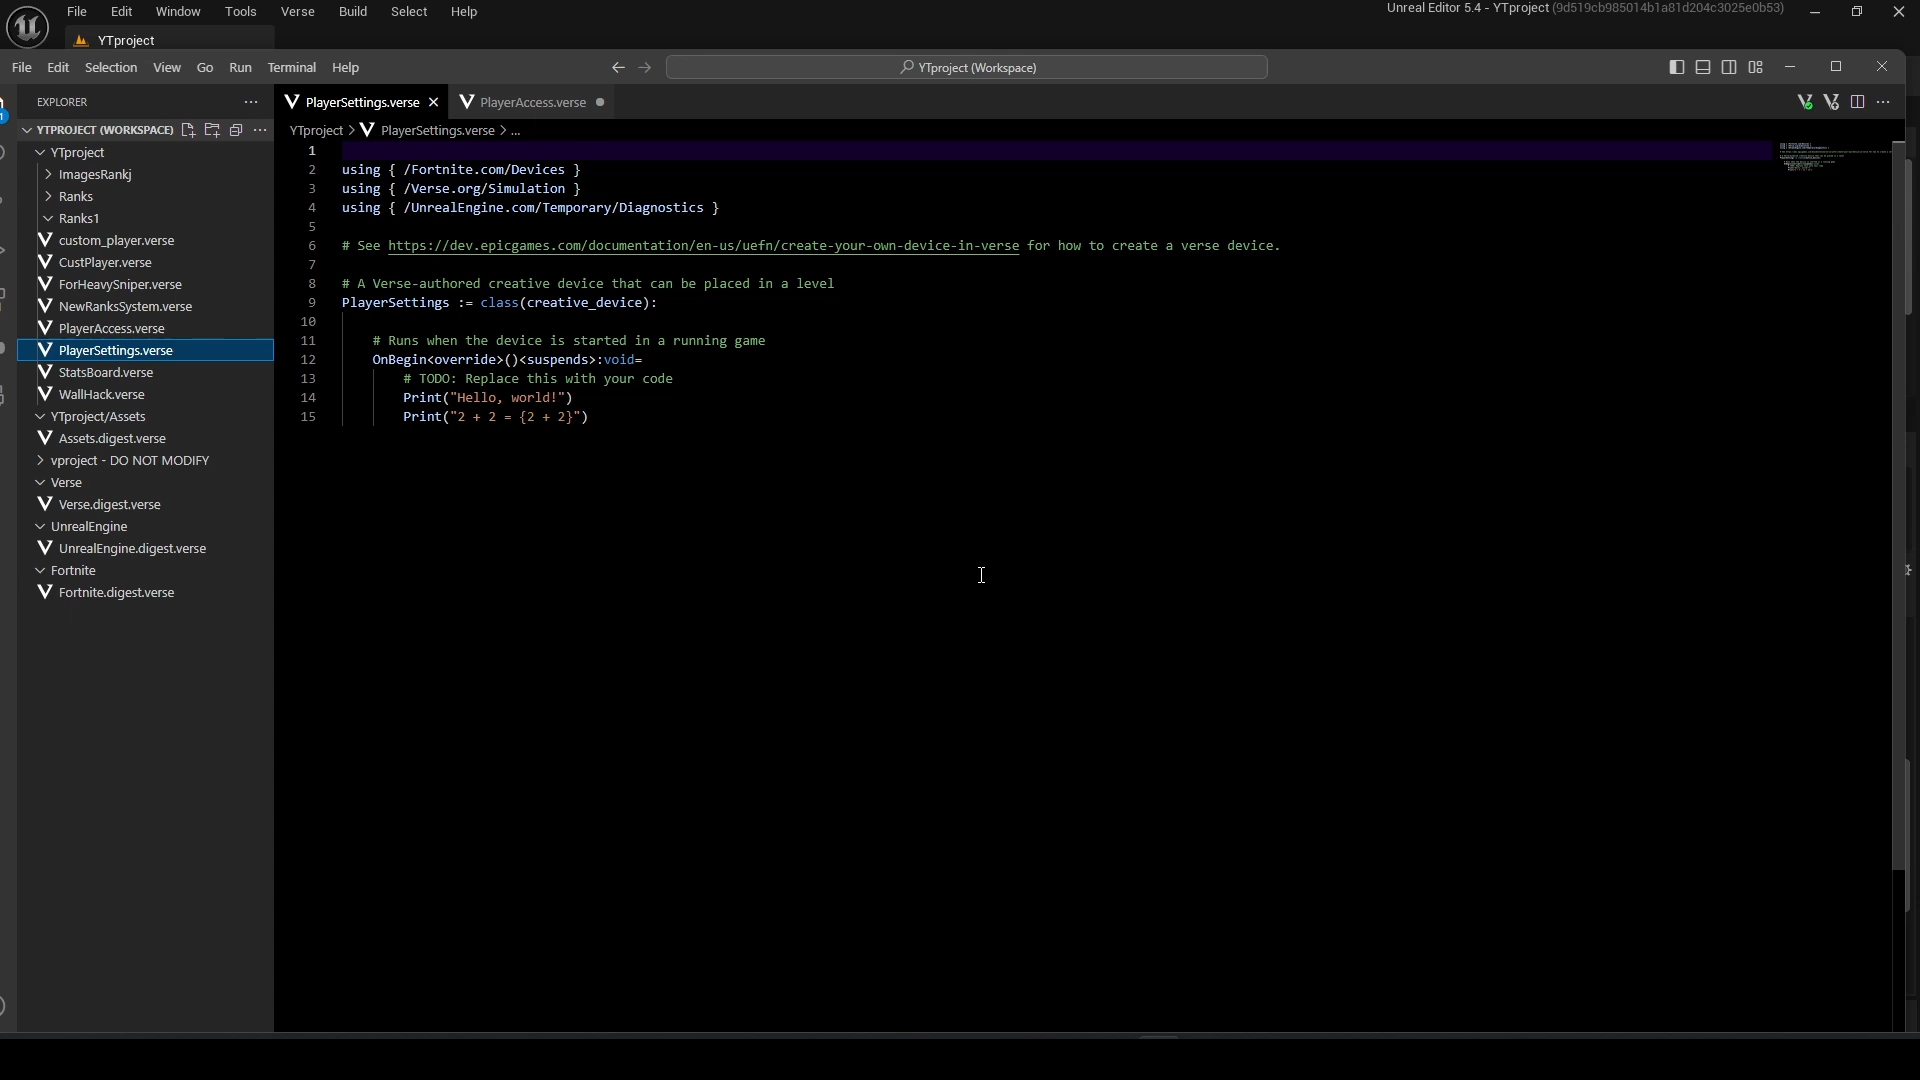 File Edit Window Tools Verse Build Select Help
Unreal Editor 5.4 - YTproject (9d519cb985014b1a81d204c3025e0b53)
YTproject
File Edit Selection View Go Run Terminal Help
YTproject (Workspace)
EXPLORER
PlayerSettings.verse
PlayerAccess.verse
YTPROJECT (WORKSPACE)
YTproject > PlayerSettings.verse > ...
YTproject
ImagesRankj
Ranks
Ranks1
custom_player.verse
CustPlayer.verse
ForHeavySniper.verse
NewRanksSystem.verse
PlayerAccess.verse
PlayerSettings.verse
StatsBoard.verse
WallHack.verse
YTproject/Assets
Assets.digest.verse
vproject - DO NOT MODIFY
Verse
Verse.digest.verse
UnrealEngine
UnrealEngine.digest.verse
Fortnite
Fortnite.digest.verse
1
2 using { /Fortnite.com/Devices }
3 using { /Verse.org/Simulation }
4 using { /UnrealEngine.com/Temporary/Diagnostics }
5
6 # See https://dev.epicgames.com/documentation/en-us/uefn/create-your-own-device-in-verse for how to create a verse device.
7
8 # A Verse-authored creative device that can be placed in a level
9 PlayerSettings := class(creative_device):
10
11 # Runs when the device is started in a running game
12 OnBegin<override>()<suspends>:void=
13 # TODO: Replace this with your code
14 Print("Hello, world!")
15 Print("2 + 2 = {2 + 2}")